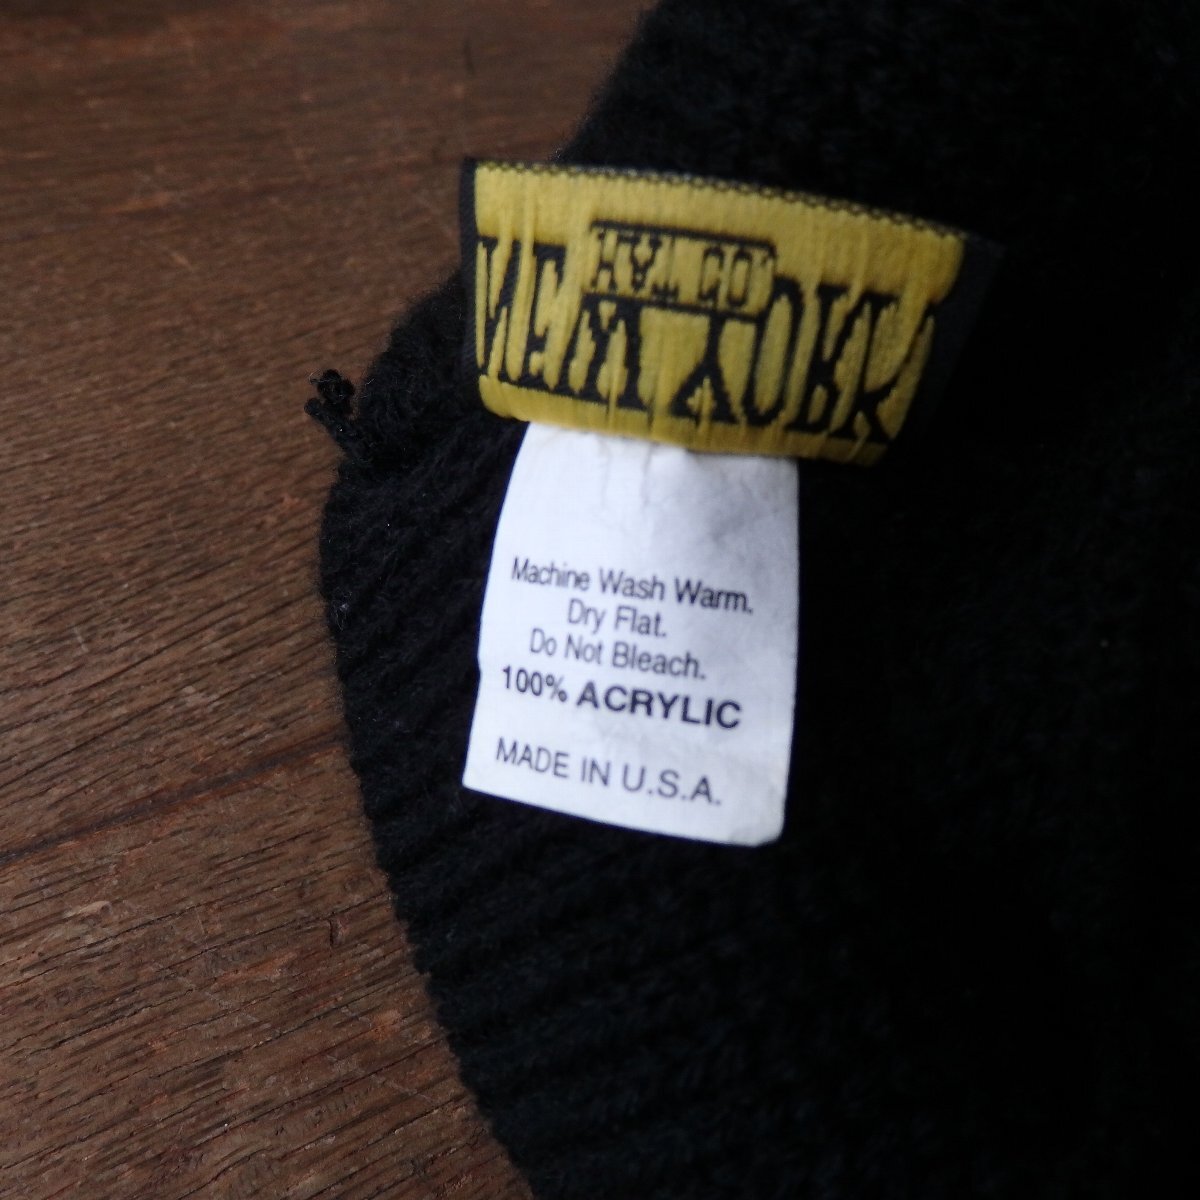 NEW YORK
HAT CO.
Machine Wash Warm.
Dry Flat.
Do Not Bleach.
100% ACRYLIC
MADE IN U.S.A.